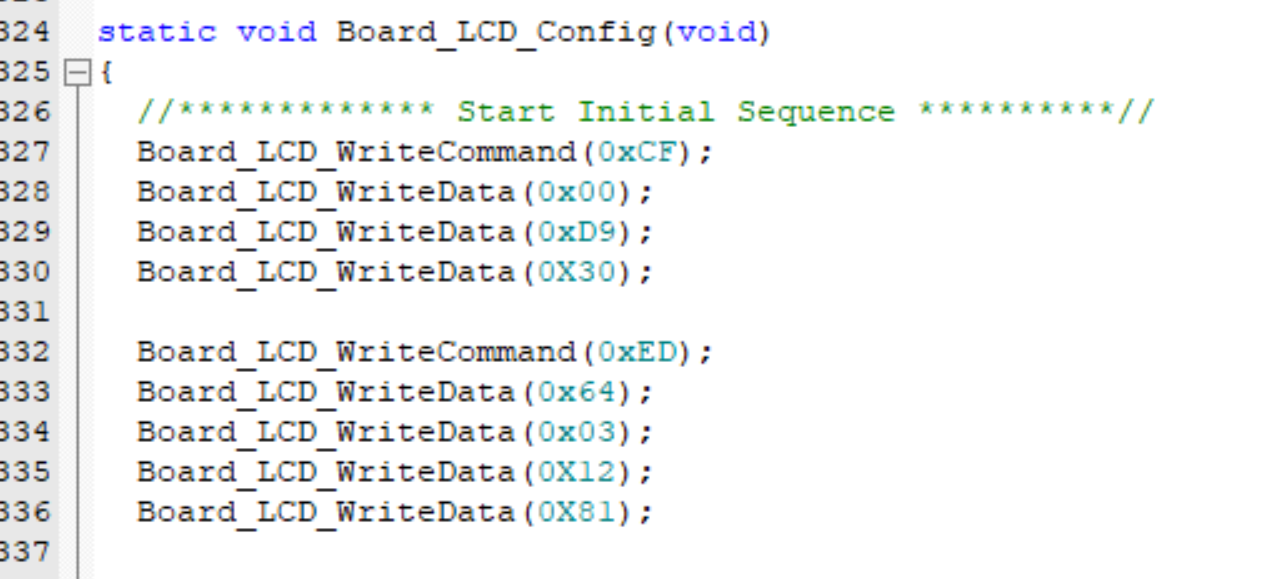 324 static void Board_LCD_Config(void)
325 {
326 //************* Start Initial Sequence **********//
327 Board_LCD_WriteCommand(0xCF);
328 Board_LCD_WriteData(0x00);
329 Board_LCD_WriteData(0xD9);
330 Board_LCD_WriteData(0X30);
331
332 Board_LCD_WriteCommand(0xED);
333 Board_LCD_WriteData(0x64);
334 Board_LCD_WriteData(0x03);
335 Board_LCD_WriteData(0X12);
336 Board_LCD_WriteData(0X81);
337